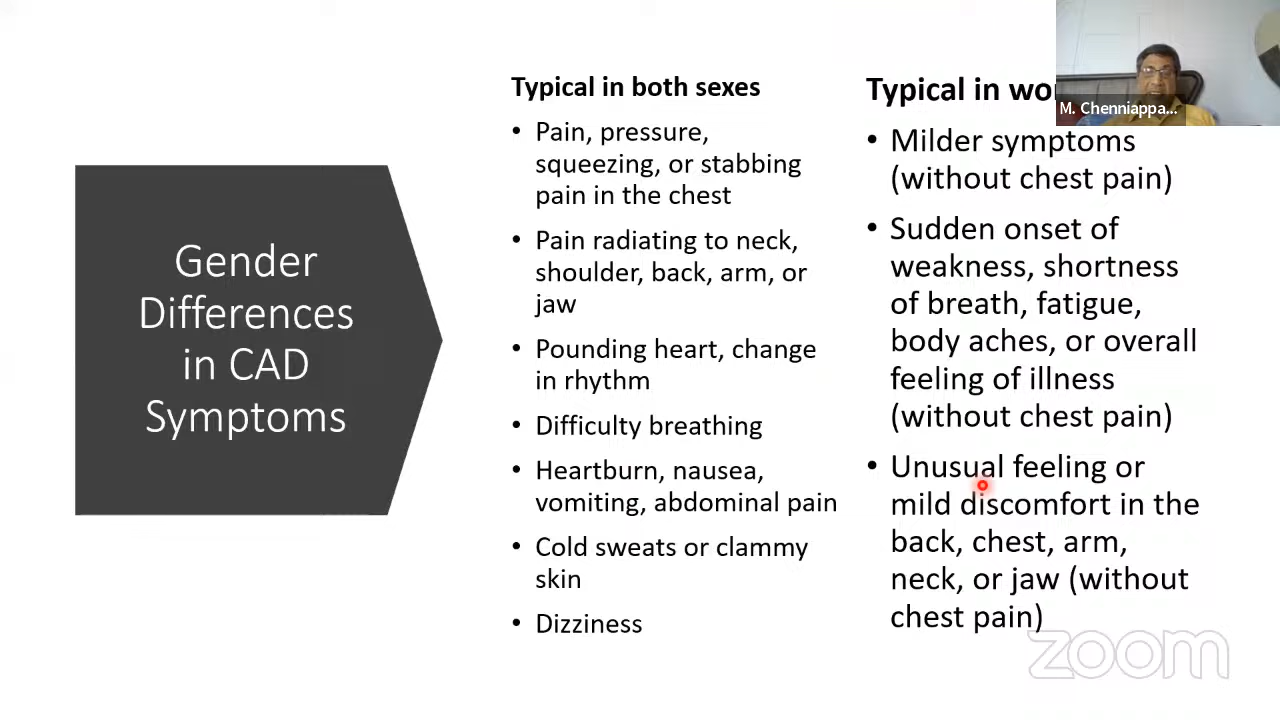 Gender
Differences
in CAD
Symptoms
Typical in both sexes
• Pain, pressure,
squeezing, or stabbing
pain in the chest
• Pain radiating to neck,
shoulder, back, arm, or
jaw
• Pounding heart, change
in rhythm
• Difficulty breathing
• Heartburn, nausea,
vomiting, abdominal pain
• Cold sweats or clammy
skin
• Dizziness
Typical in wo
• Milder symptoms
(without chest pain)
• Sudden onset of
weakness, shortness
of breath, fatigue,
body aches, or overall
feeling of illness
(without chest pain)
• Unusual feeling or
mild discomfort in the
back, chest, arm,
neck, or jaw (without
chest pain)
M. Chenniappa...
zoom